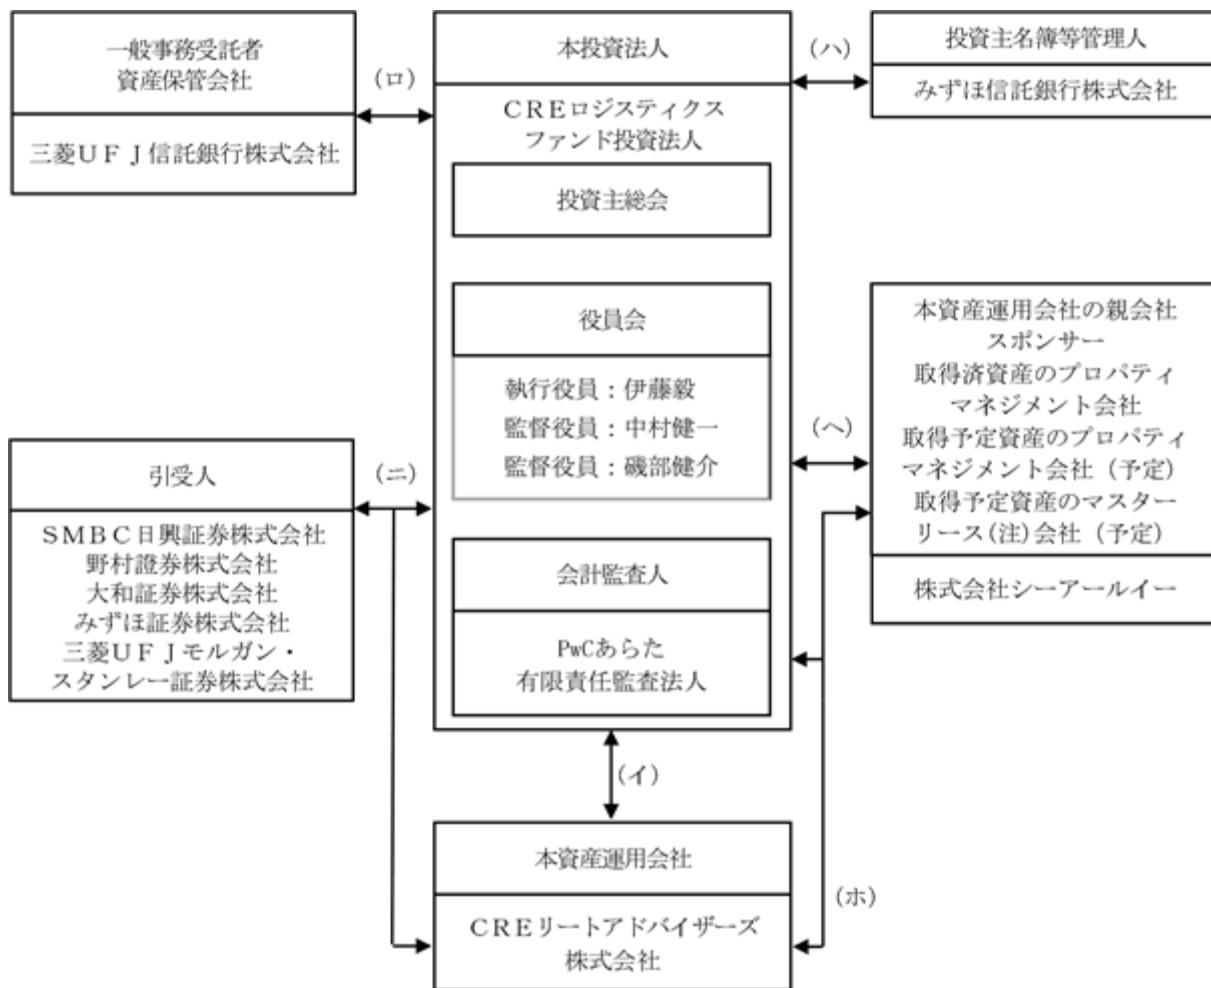 一般事務受託者
資産保管会社
三菱ＵＦＪ信託銀行株式会社
(ロ)
本投資法人
ＣＲＥロジスティクス
ファンド投資法人
投資主総会
役員会
執行役員：伊藤毅
監督役員：中村健一
監督役員：磯部健介
会計監査人
PwCあらた
有限責任監査法人
(ハ)
投資主名簿等管理人
みずほ信託銀行株式会社
(ヘ)
本資産運用会社の親会社
スポンサー
取得済資産のプロパティ
マネジメント会社
取得予定資産のプロパティ
マネジメント会社（予定）
取得予定資産のマスター
リース(注)会社（予定）
株式会社シーアールイー
引受人
ＳＭＢＣ日興証券株式会社
野村證券株式会社
大和証券株式会社
みずほ証券株式会社
三菱ＵＦＪモルガン・
スタンレー証券株式会社
(ニ)
(イ)
本資産運用会社
ＣＲＥリートアドバイザーズ
株式会社
(ホ)